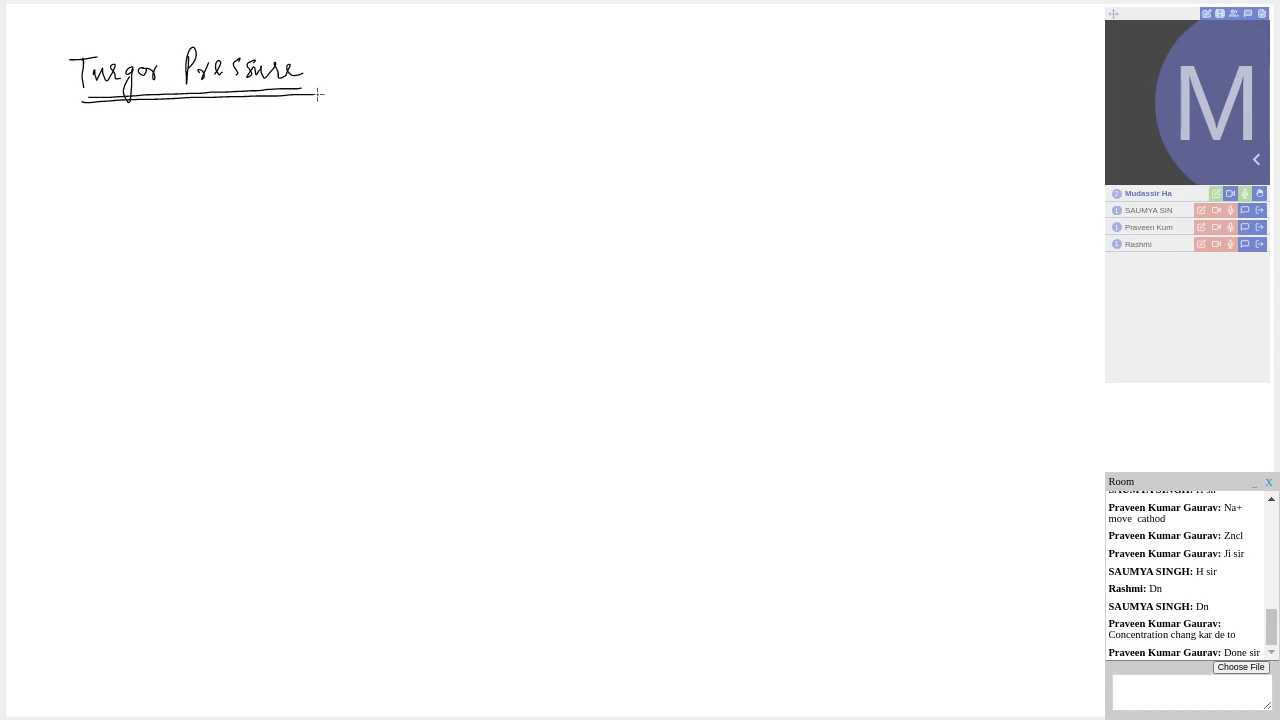 Turgor Pressure
M
Mudassir Ha
SAUMYA SIN
Praveen Kum
Rashmi
Room
_ X
Praveen Kumar Gaurav: Na+
move cathod
Praveen Kumar Gaurav: Zncl
Praveen Kumar Gaurav: Ji sir
SAUMYA SINGH: H sir
Rashmi: Dn
SAUMYA SINGH: Dn
Praveen Kumar Gaurav:
Concentration chang kar de to
Praveen Kumar Gaurav: Done sir
Choose File